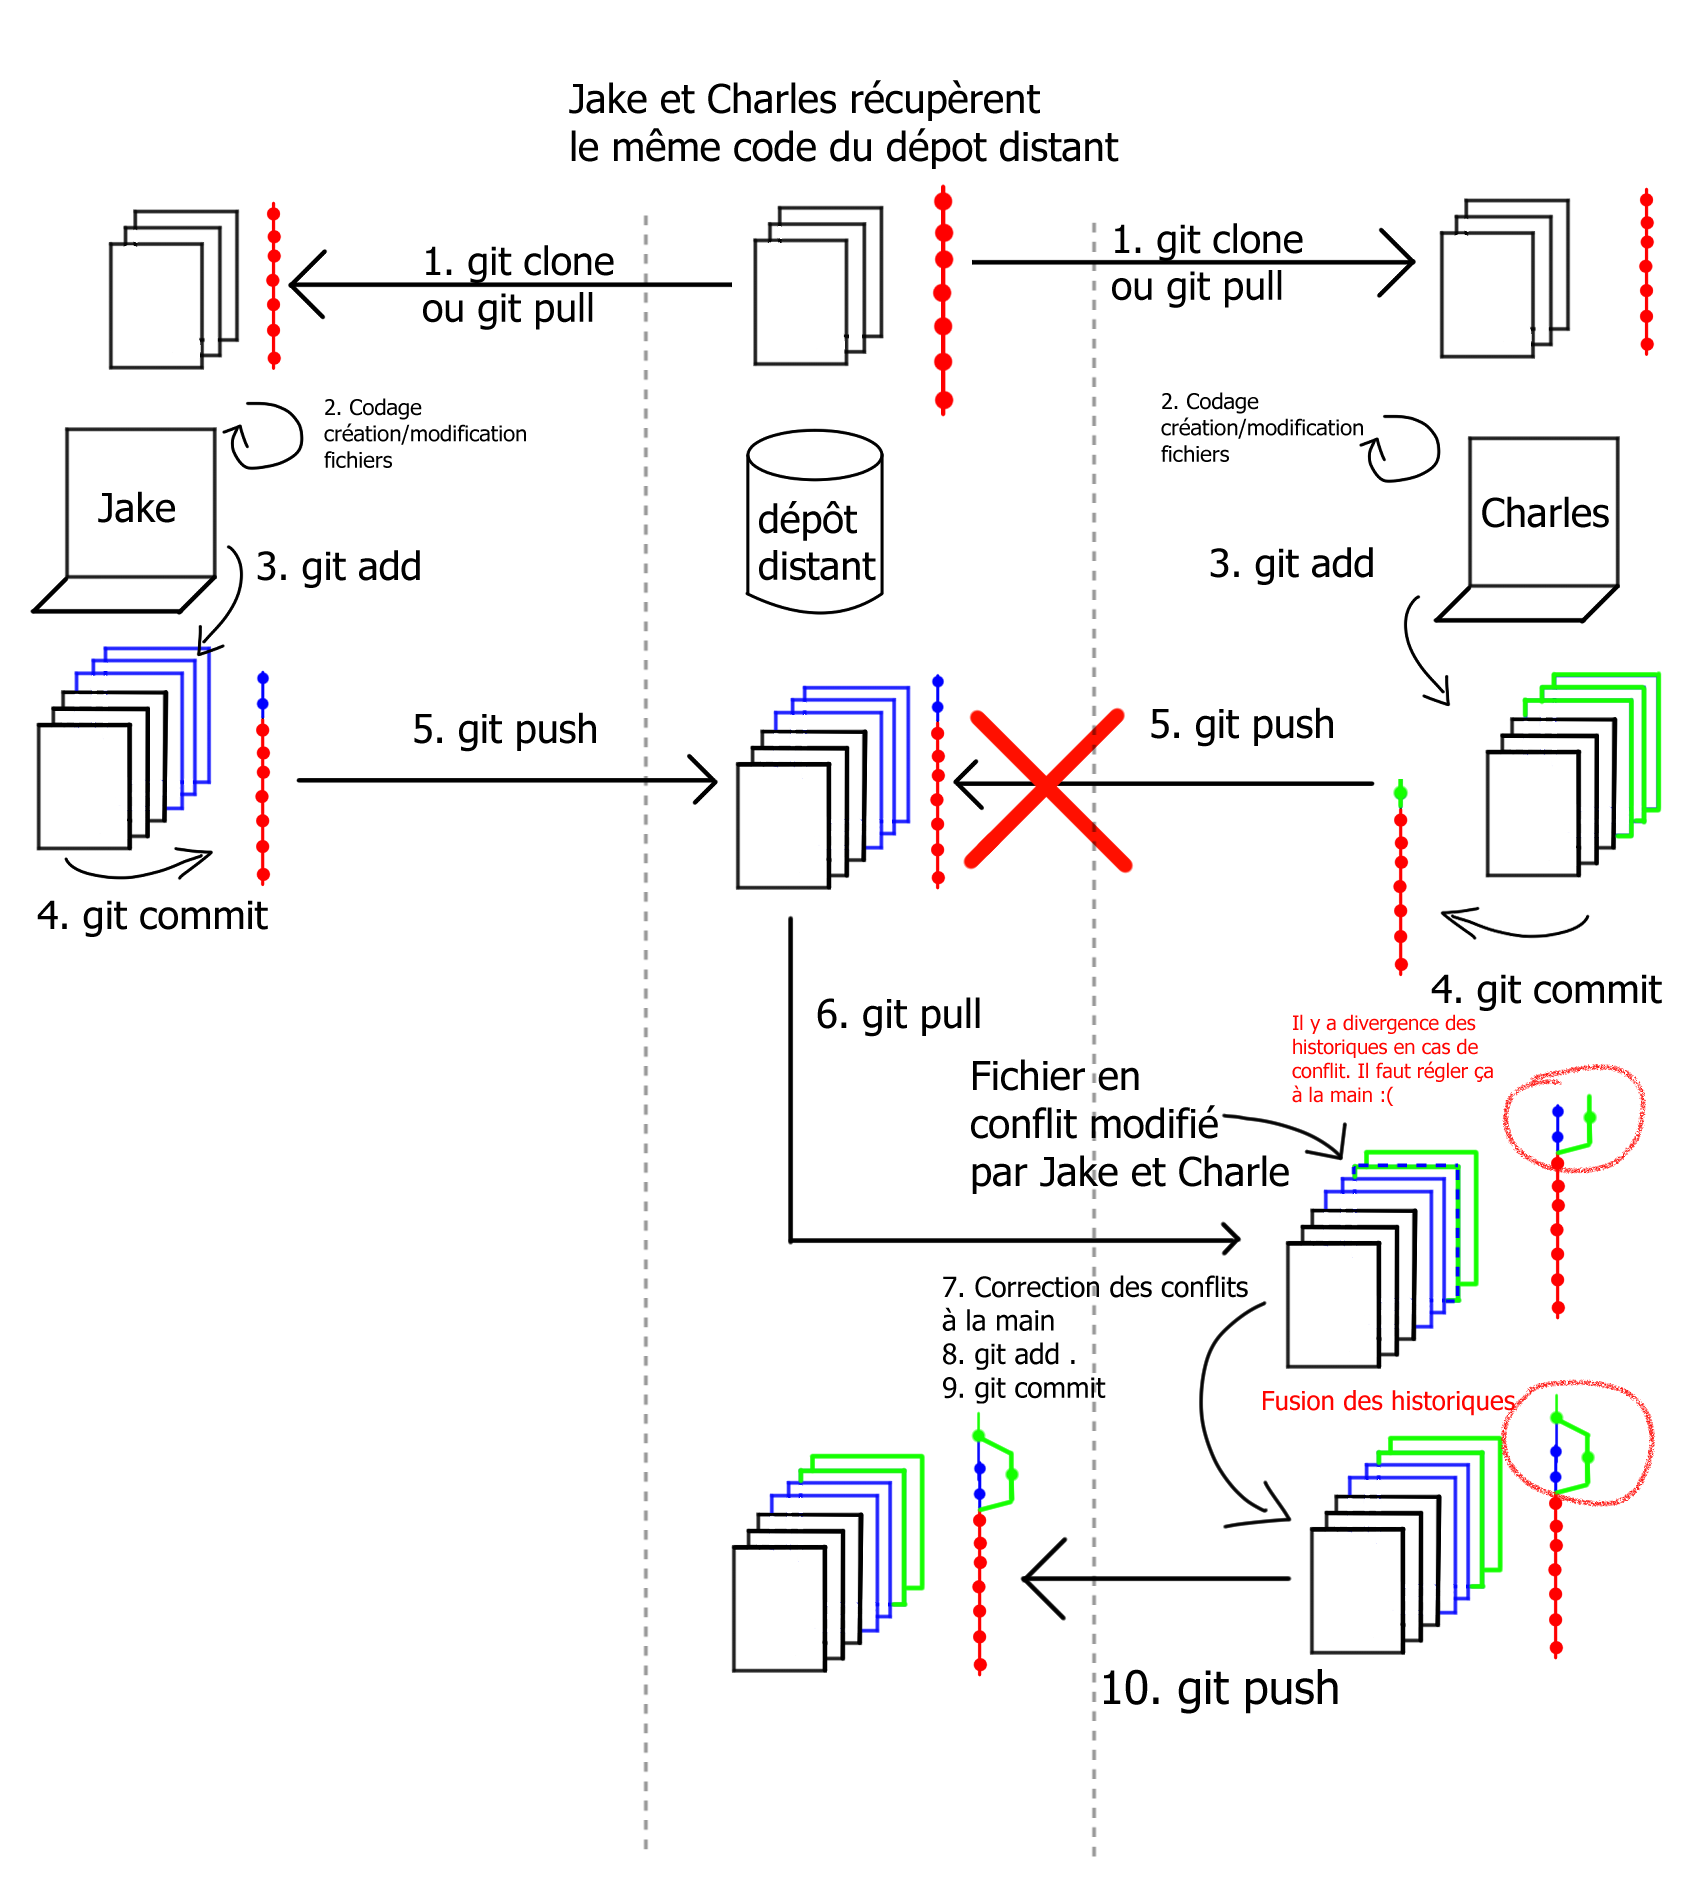 Jake et Charles récupèrent
le même code du dépot distant
1. git clone
ou git pull
1. git clone
ou git pull
2. Codage
création/modification
fichiers
2. Codage
création/modification
fichiers
Jake
dépôt
distant
Charles
3. git add
3. git add
5. git push
5. git push
4. git commit
4. git commit
6. git pull
Il y a divergence des
historiques en cas de
conflit. Il faut régler ça
à la main :(
Fichier en
conflit modifié
par Jake et Charle
7. Correction des conflits
à la main
8. git add .
9. git commit
Fusion des historiques
10. git push